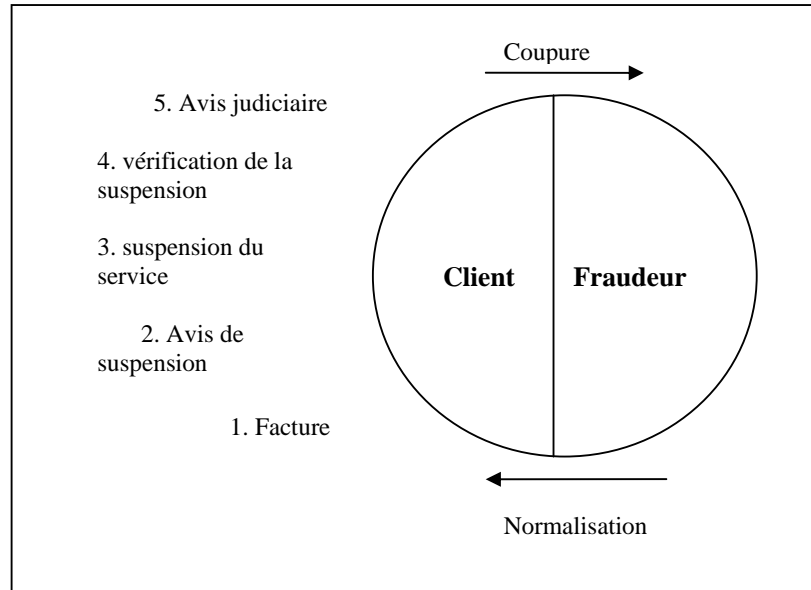 Coupure
5. Avis judiciaire
4. vérification de la
suspension
3. suspension du
service
Client
Fraudeur
2. Avis de
suspension
1. Facture
Normalisation